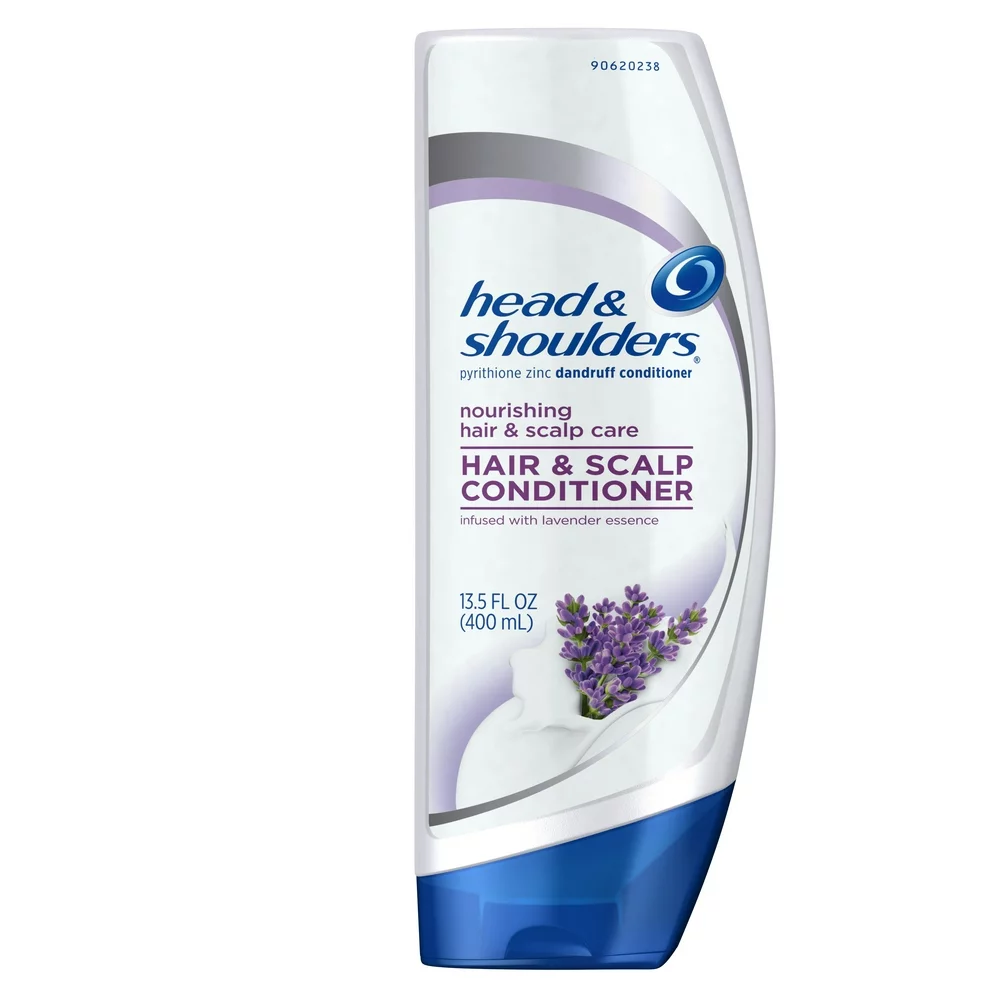 90620238
head &
shoulders®
pyrithione zinc dandruff conditioner
nourishing
hair & scalp care
HAIR & SCALP
CONDITIONER
infused with lavender essence
13.5 FL OZ
(400 mL)